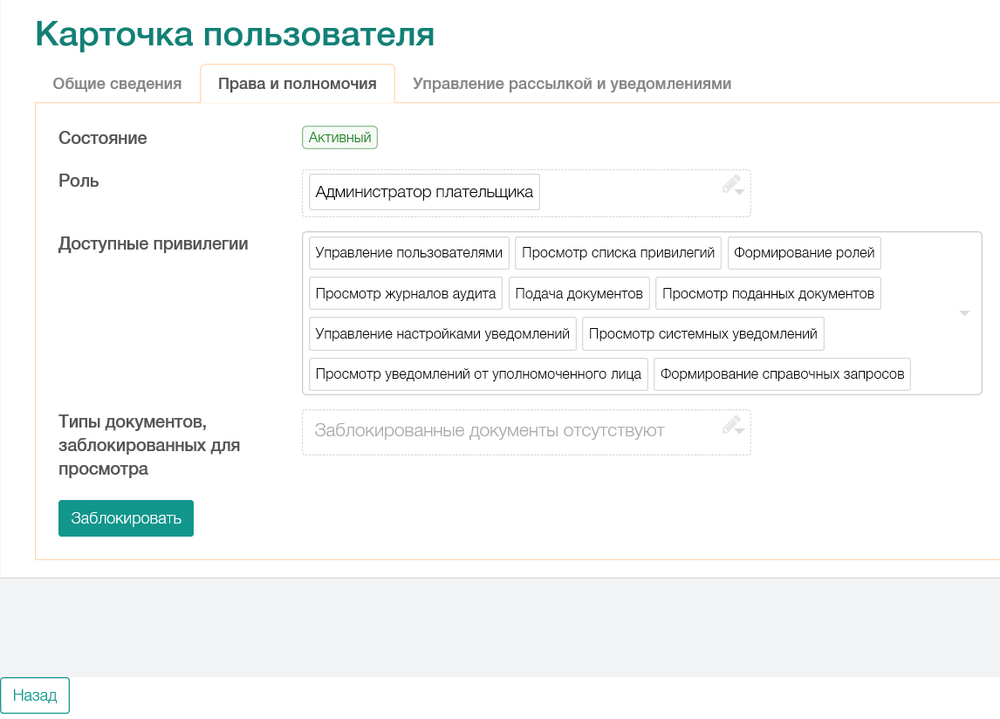 Карточка пользователя
Общие сведения Права и полномочия Управление рассылкой и уведомлениями
Состояние Активный
Роль Администратор плательщика
Доступные привилегии Управление пользователями Просмотр списка привилегий Формирование ролей
Просмотр журналов аудита Подача документов Просмотр поданных документов
Управление настройками уведомлений Просмотр системных уведомлений
Просмотр уведомлений от уполномоченного лица Формирование справочных запросов
Типы документов,
заблокированных для
просмотра
Заблокированные документы отсутствуют
Заблокировать
Назад